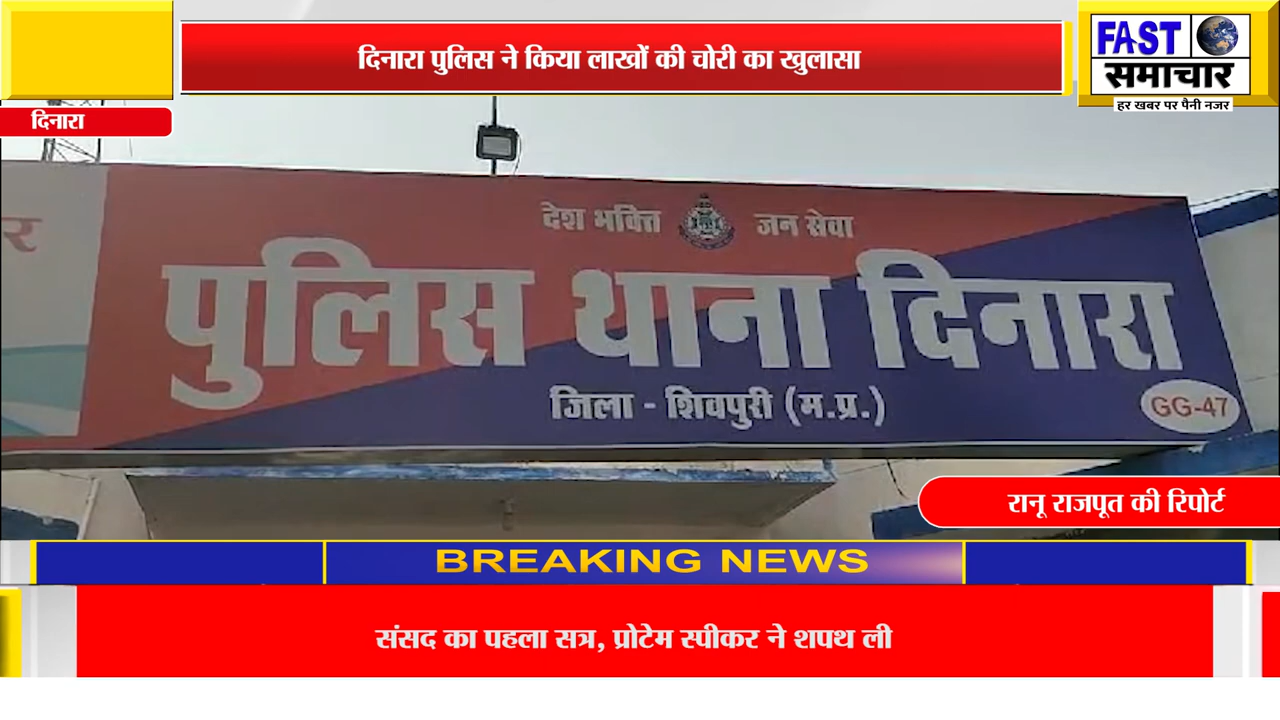 दिनारा पुलिस ने किया लाखों की चोरी का खुलासा
FAST
समाचार
हर खबर पर पैनी नजर
दिनारा
र
देश भक्ति जन सेवा
पुलिस थाना दिनारा
जिला - शिवपुरी (म.प्र.)
GG-47
रानू राजपूत की रिपोर्ट
BREAKING NEWS
संसद का पहला सत्र, प्रोटेम स्पीकर ने शपथ ली